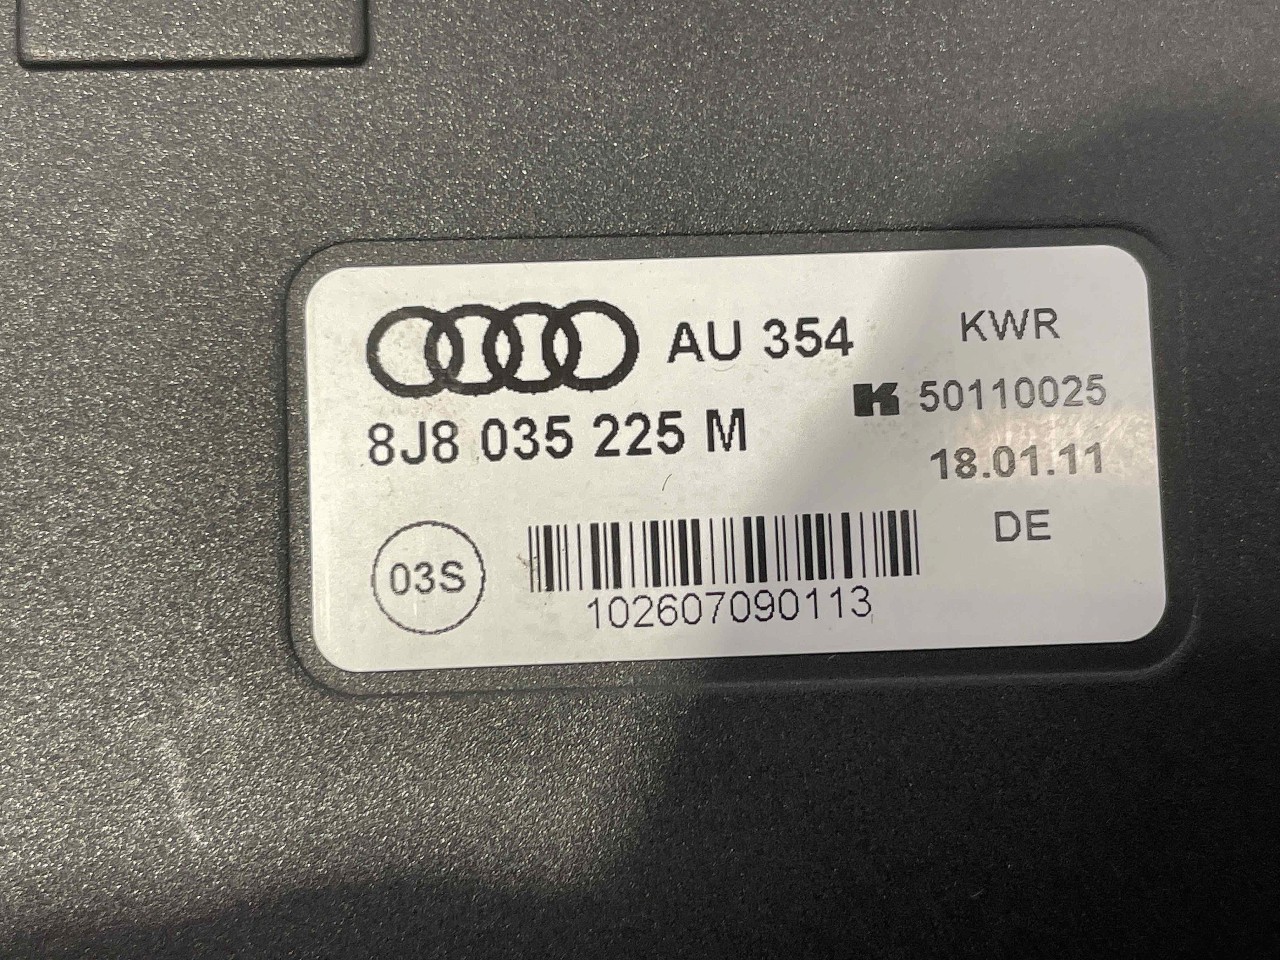 AU 354
KWR
8J8 035 225 M
K 50110025
18.01.11
DE
03S
102607090113